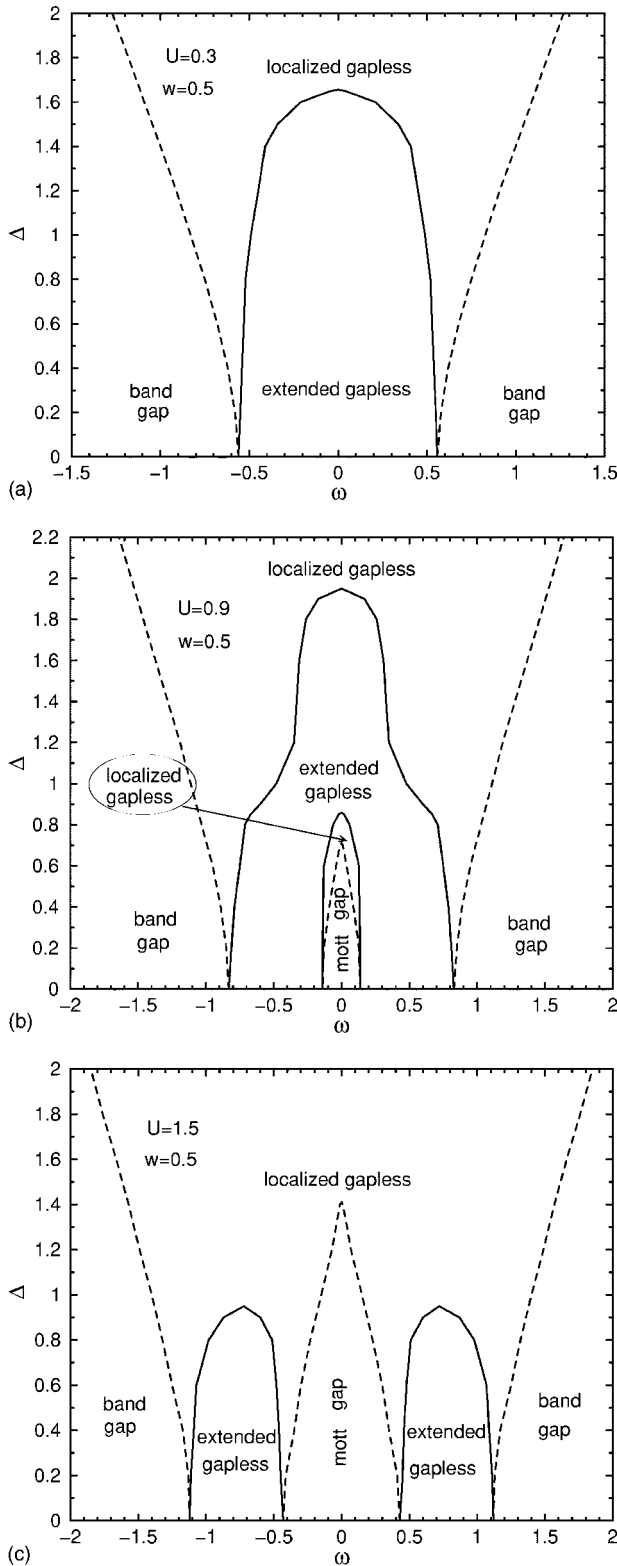 2
1.8
U=0.3
localized gapless
w=0.5
1.6
1.4
1.2
Δ
1
0.8
0.6
0.4
band
gap
extended gapless
band
gap
0.2
0
−1.5
−1
−0.5
0
0.5
1
1.5
(a)
ω
2.2
2
localized gapless
1.8
U=0.9
w=0.5
1.6
1.4
1.2
Δ
1
localized
gapless
extended
gapless
0.8
0.6
0.4
band
gap
mott gap
band
gap
0.2
0
−2
−1.5
−1
−0.5
0
0.5
1
1.5
2
(b)
ω
2
1.8
U=1.5
w=0.5
1.6
localized gapless
1.4
1.2
Δ
1
0.8
0.6
band
gap
mott gap
band
gap
0.4
extended
gapless
extended
gapless
0.2
0
−2
−1.5
−1
−0.5
0
0.5
1
1.5
2
(c)
ω